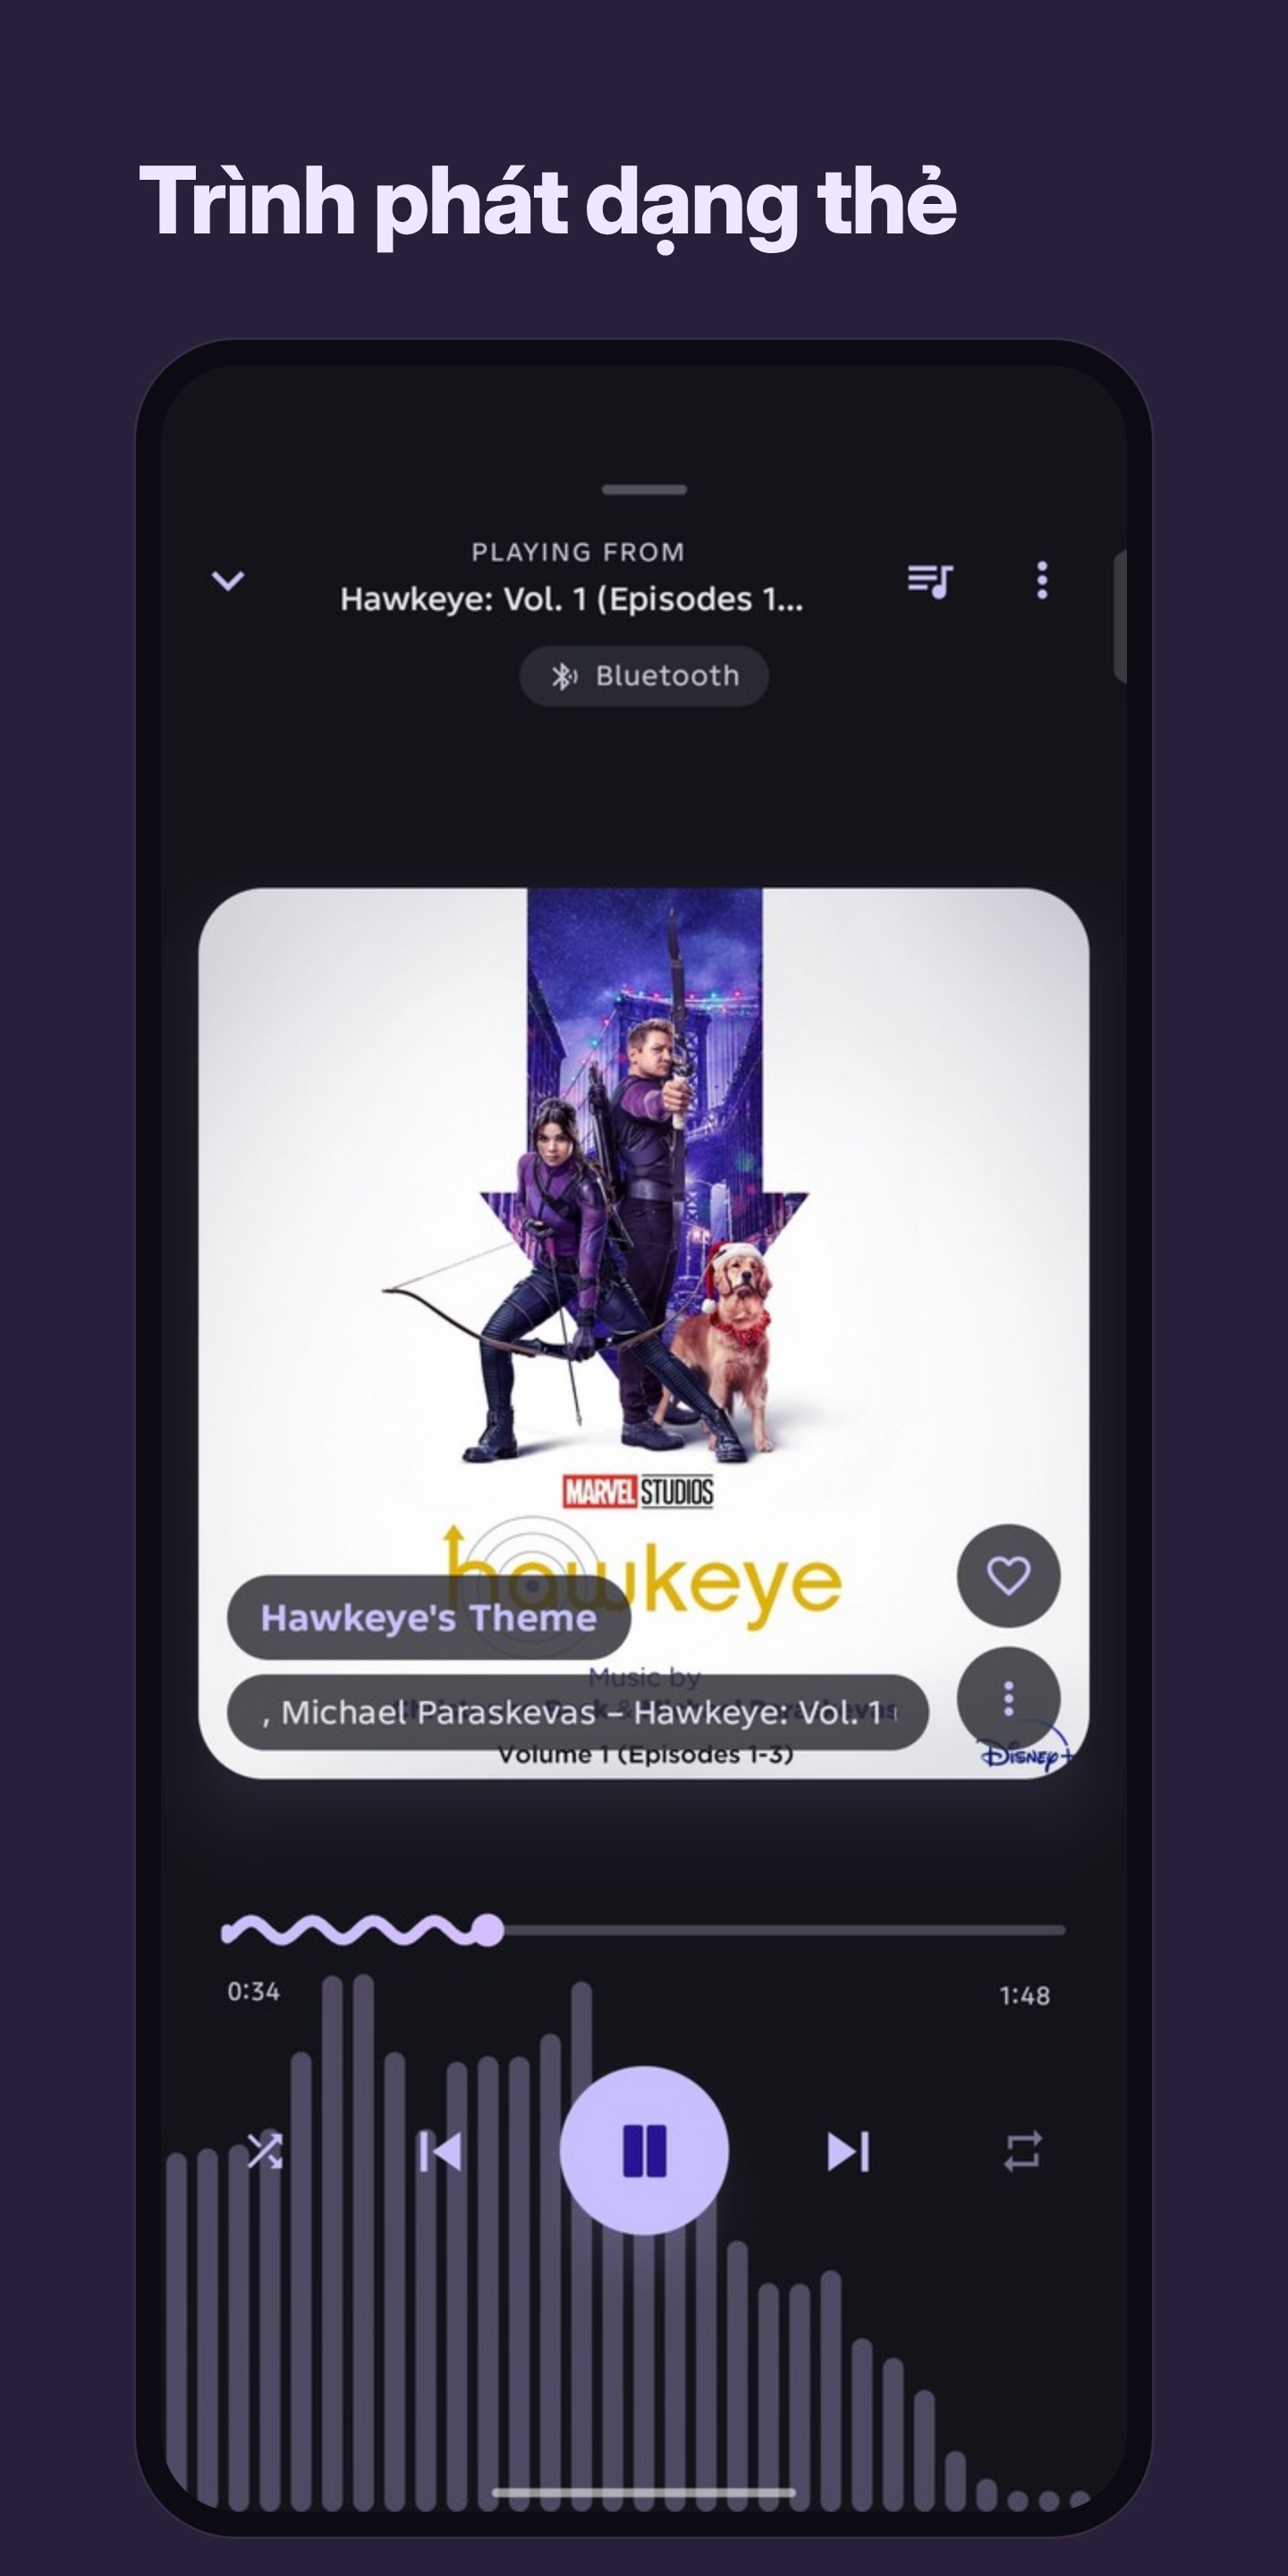 Trình phát dạng thẻ
PLAYING FROM
Hawkeye: Vol. 1 (Episodes 1...
Bluetooth
MARVEL STUDIOS
hawkeye
Hawkeye's Theme
Music by
, Michael Paraskevas – Hawkeye: Vol. 1
Volume 1 (Episodes 1-3)
Disney+
0:34
1:48